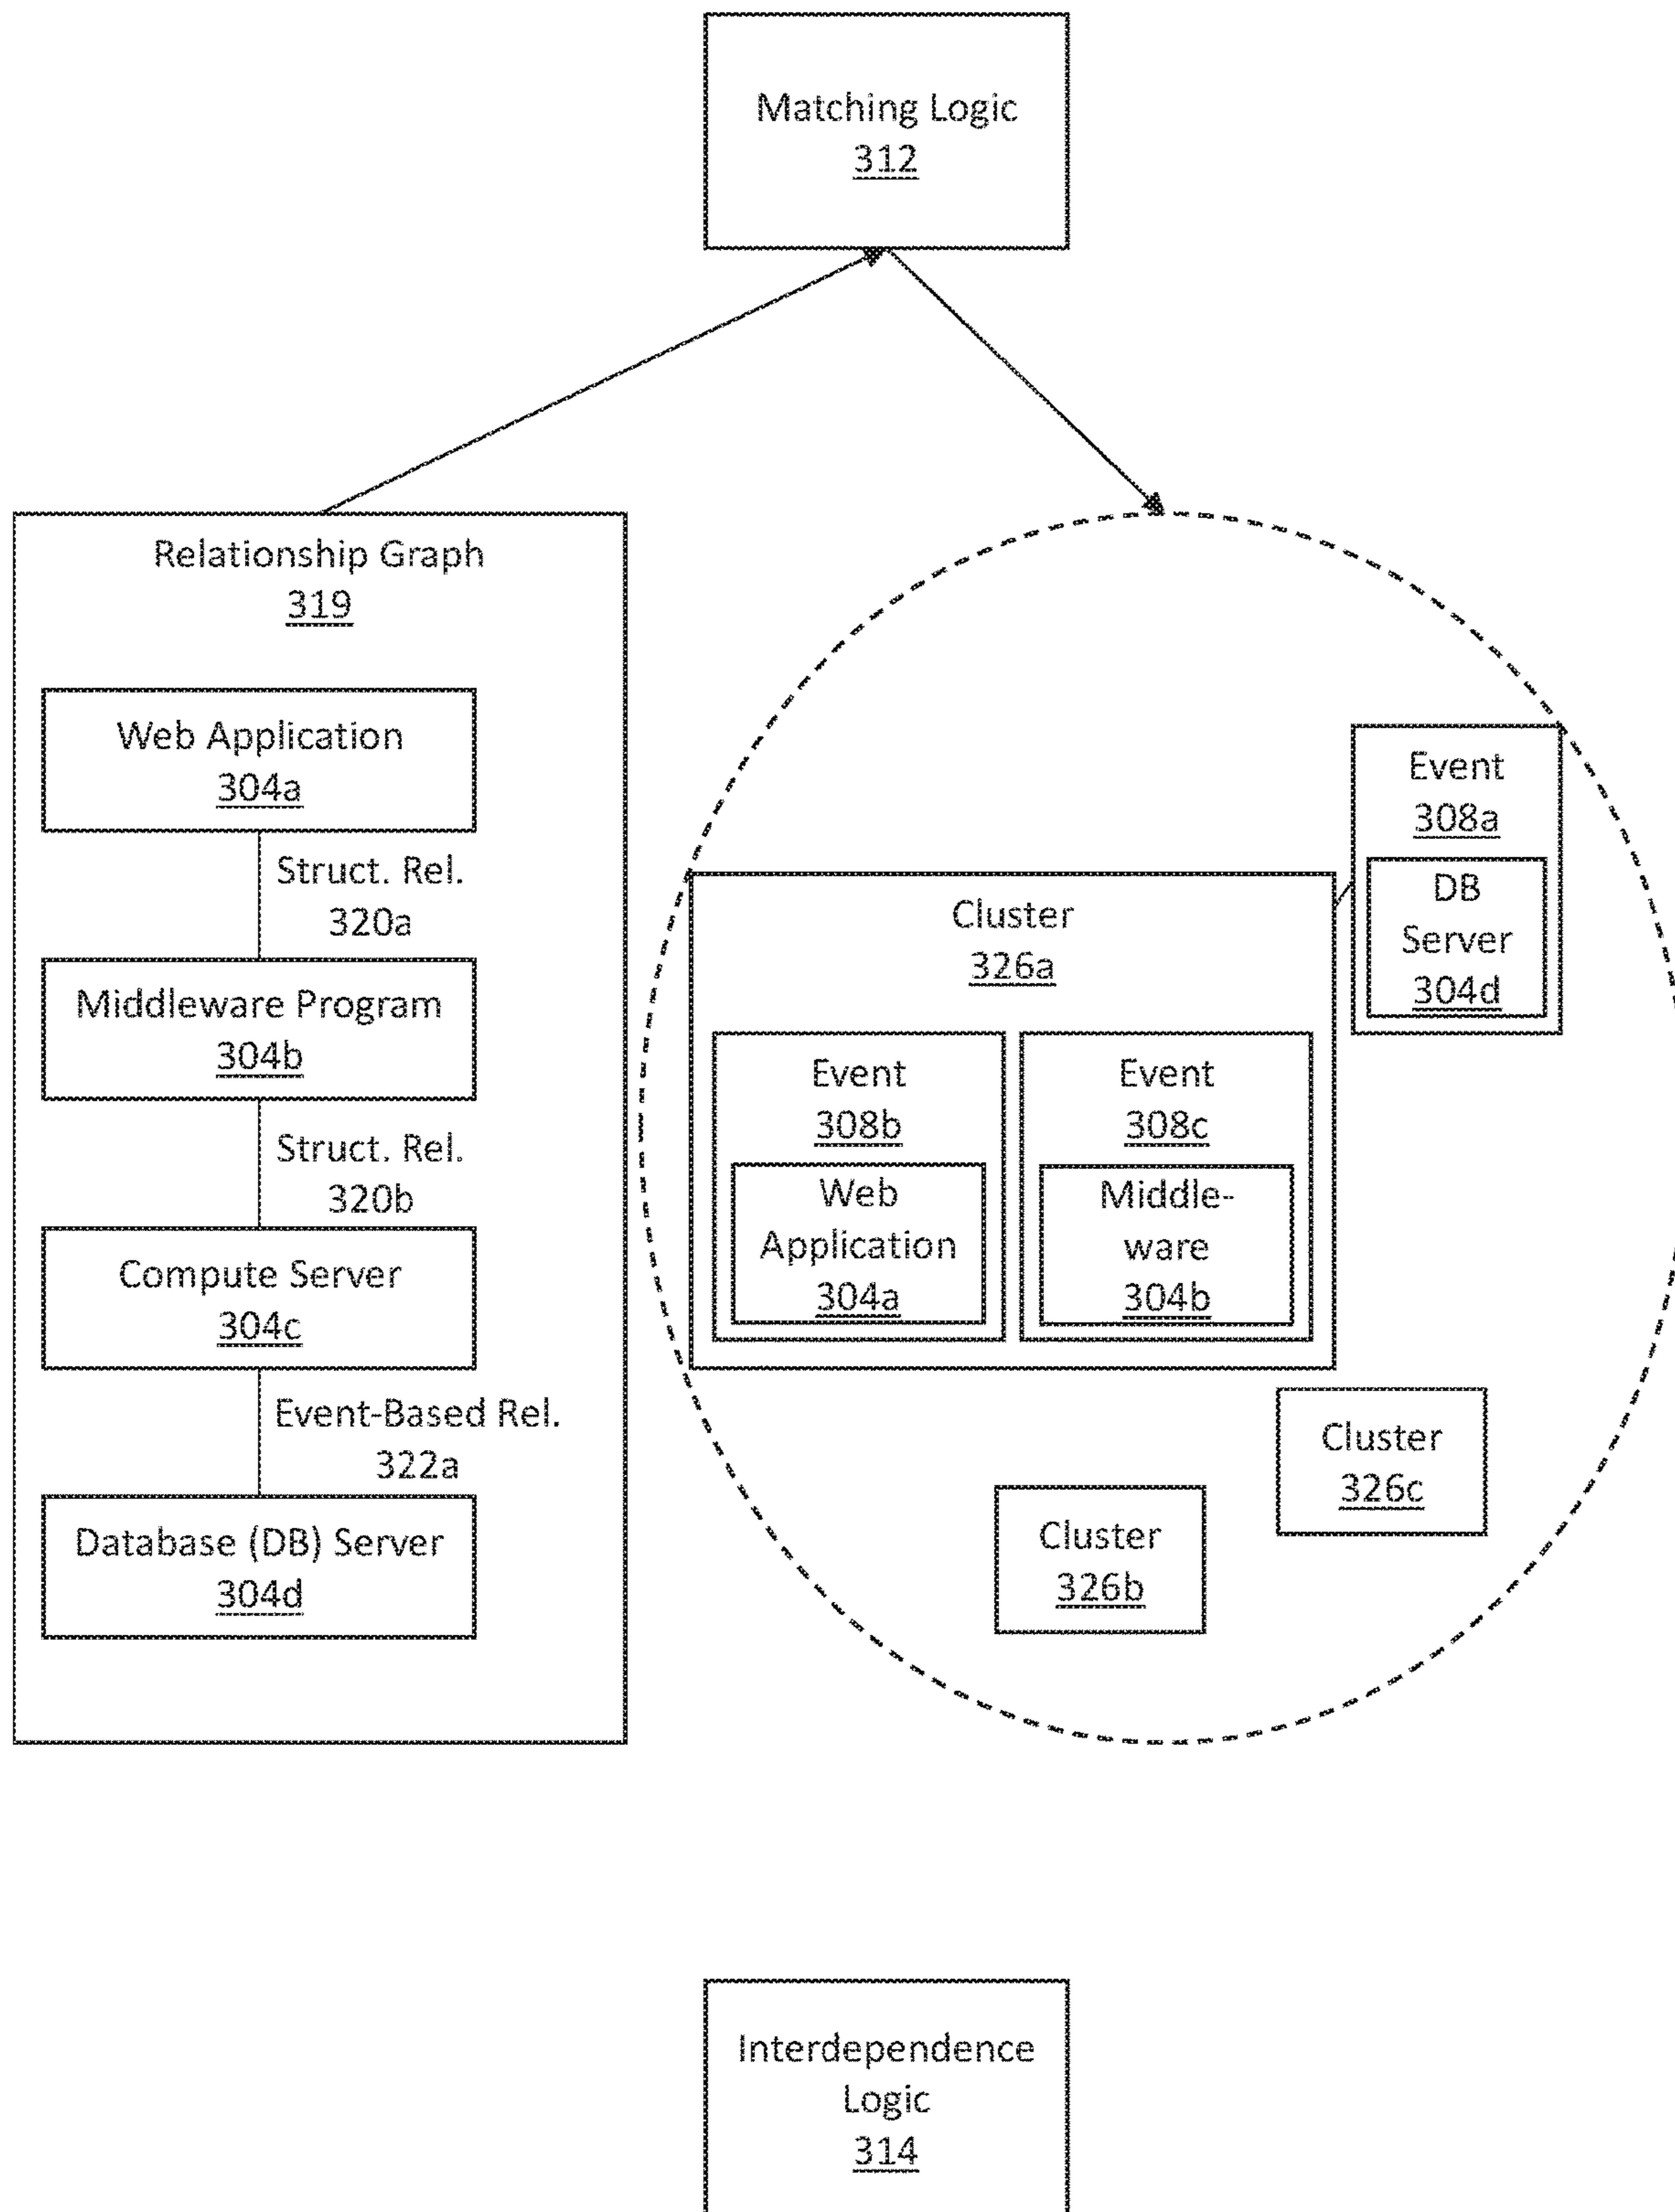 Matching Logic
312
Relationship Graph
319
Web Application
304a
Struct. Rel.
320a
Middleware Program
304b
Struct. Rel.
320b
Compute Server
304c
Event-Based Rel.
322a
Database (DB) Server
304d
Event
308a
DB
Server
304d
Cluster
326a
Event
308b
Web
Application
304a
Event
308c
Middle-
ware
304b
Cluster
326c
Cluster
326b
Interdependence
Logic
314